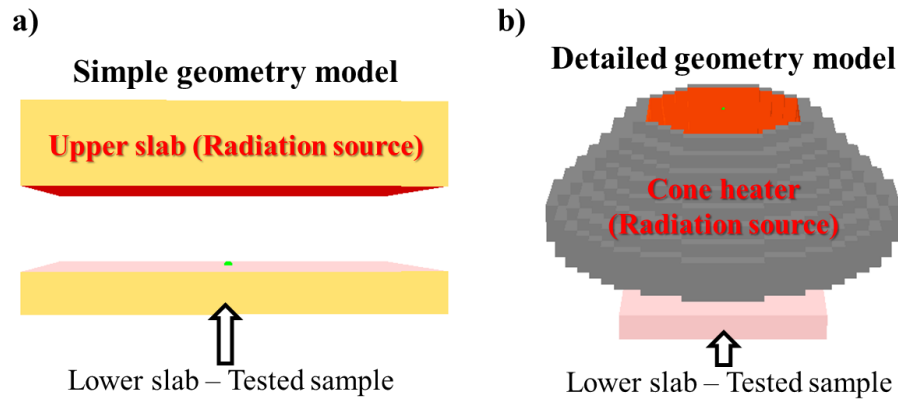 a)
Simple geometry model
Upper slab (Radiation source)
Lower slab – Tested sample
b)
Detailed geometry model
Cone heater
(Radiation source)
Lower slab – Tested sample